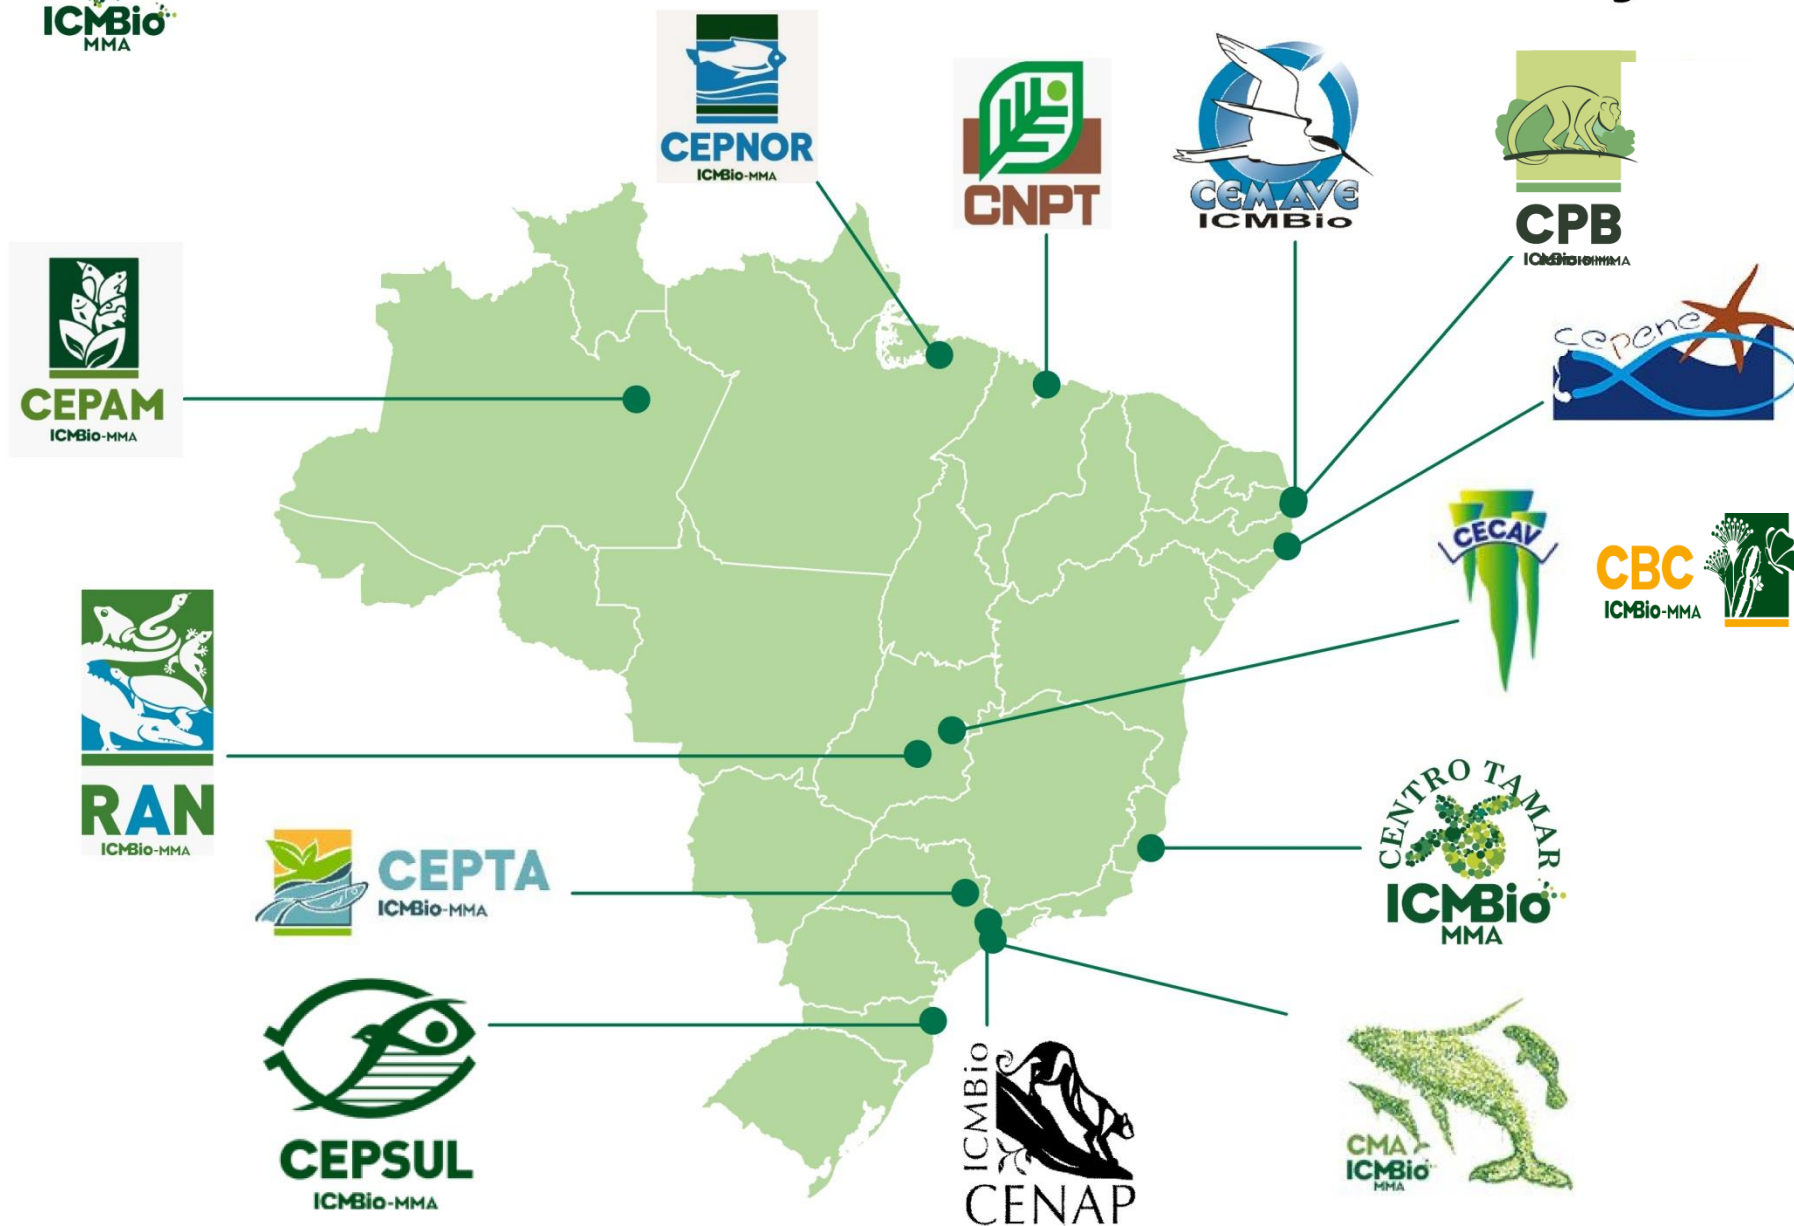 ICMBio
MMA
g
CEPNOR
ICMBio-MMA
CNPT
CEMAVE
ICMBio
CPB
cepene
CEPAM
ICMBio-MMA
CECAV
CBC
ICMBio-MMA
RAN
ICMBio-MMA
CENTRO TAMAR
ICMBio
MMA
CEPTA
ICMBio-MMA
CEPSUL
ICMBio-MMA
ICMBio
CENAP
CMA
ICMBio
MMA